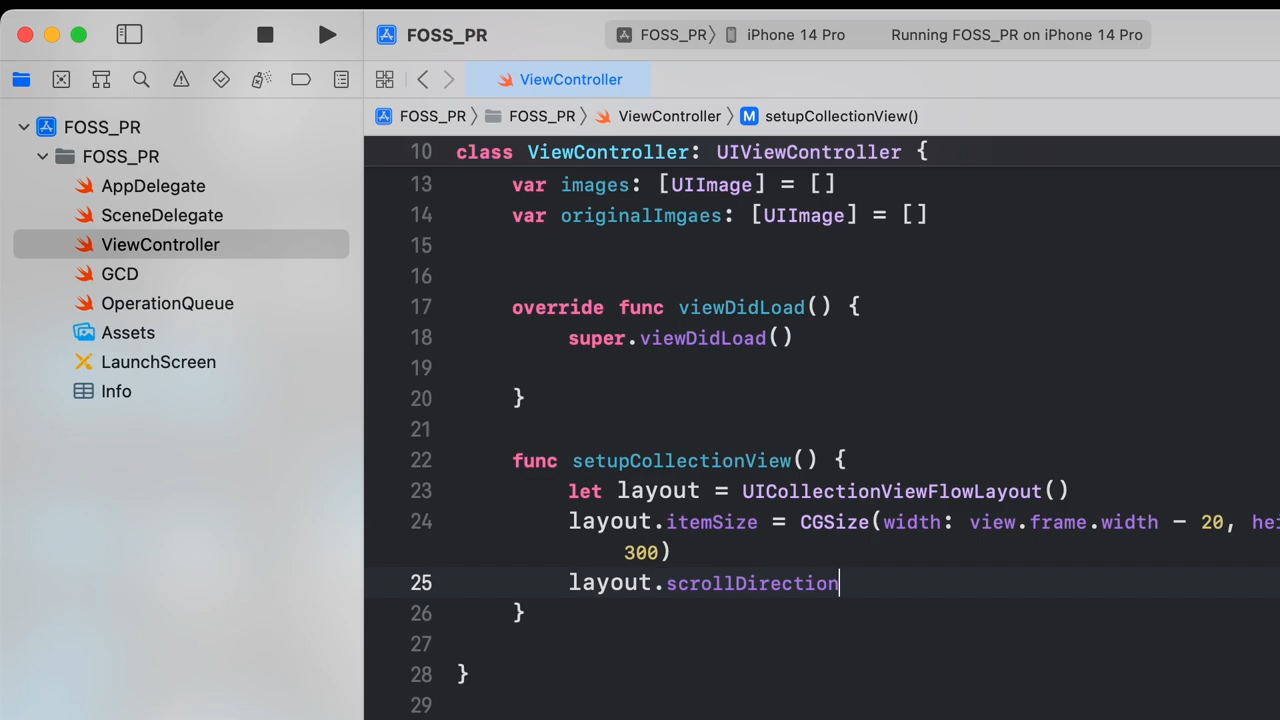 FOSS_PR
FOSS_PR
iPhone 14 Pro
Running FOSS_PR on iPhone 14 Pro
ViewController
FOSS_PR
FOSS_PR
ViewController
M setupCollectionView()
FOSS_PR
FOSS_PR
AppDelegate
SceneDelegate
ViewController
GCD
OperationQueue
Assets
LaunchScreen
Info
10 class ViewController: UIViewController {
13 var images: [UIImage] = []
14 var originalImgaes: [UIImage] = []
15
16
17 override func viewDidLoad() {
18 super.viewDidLoad()
19
20 }
21
22 func setupCollectionView() {
23 let layout = UICollectionViewFlowLayout()
24 layout.itemSize = CGSize(width: view.frame.width - 20, hei
300)
25 layout.scrollDirection
26 }
27
28 }
29